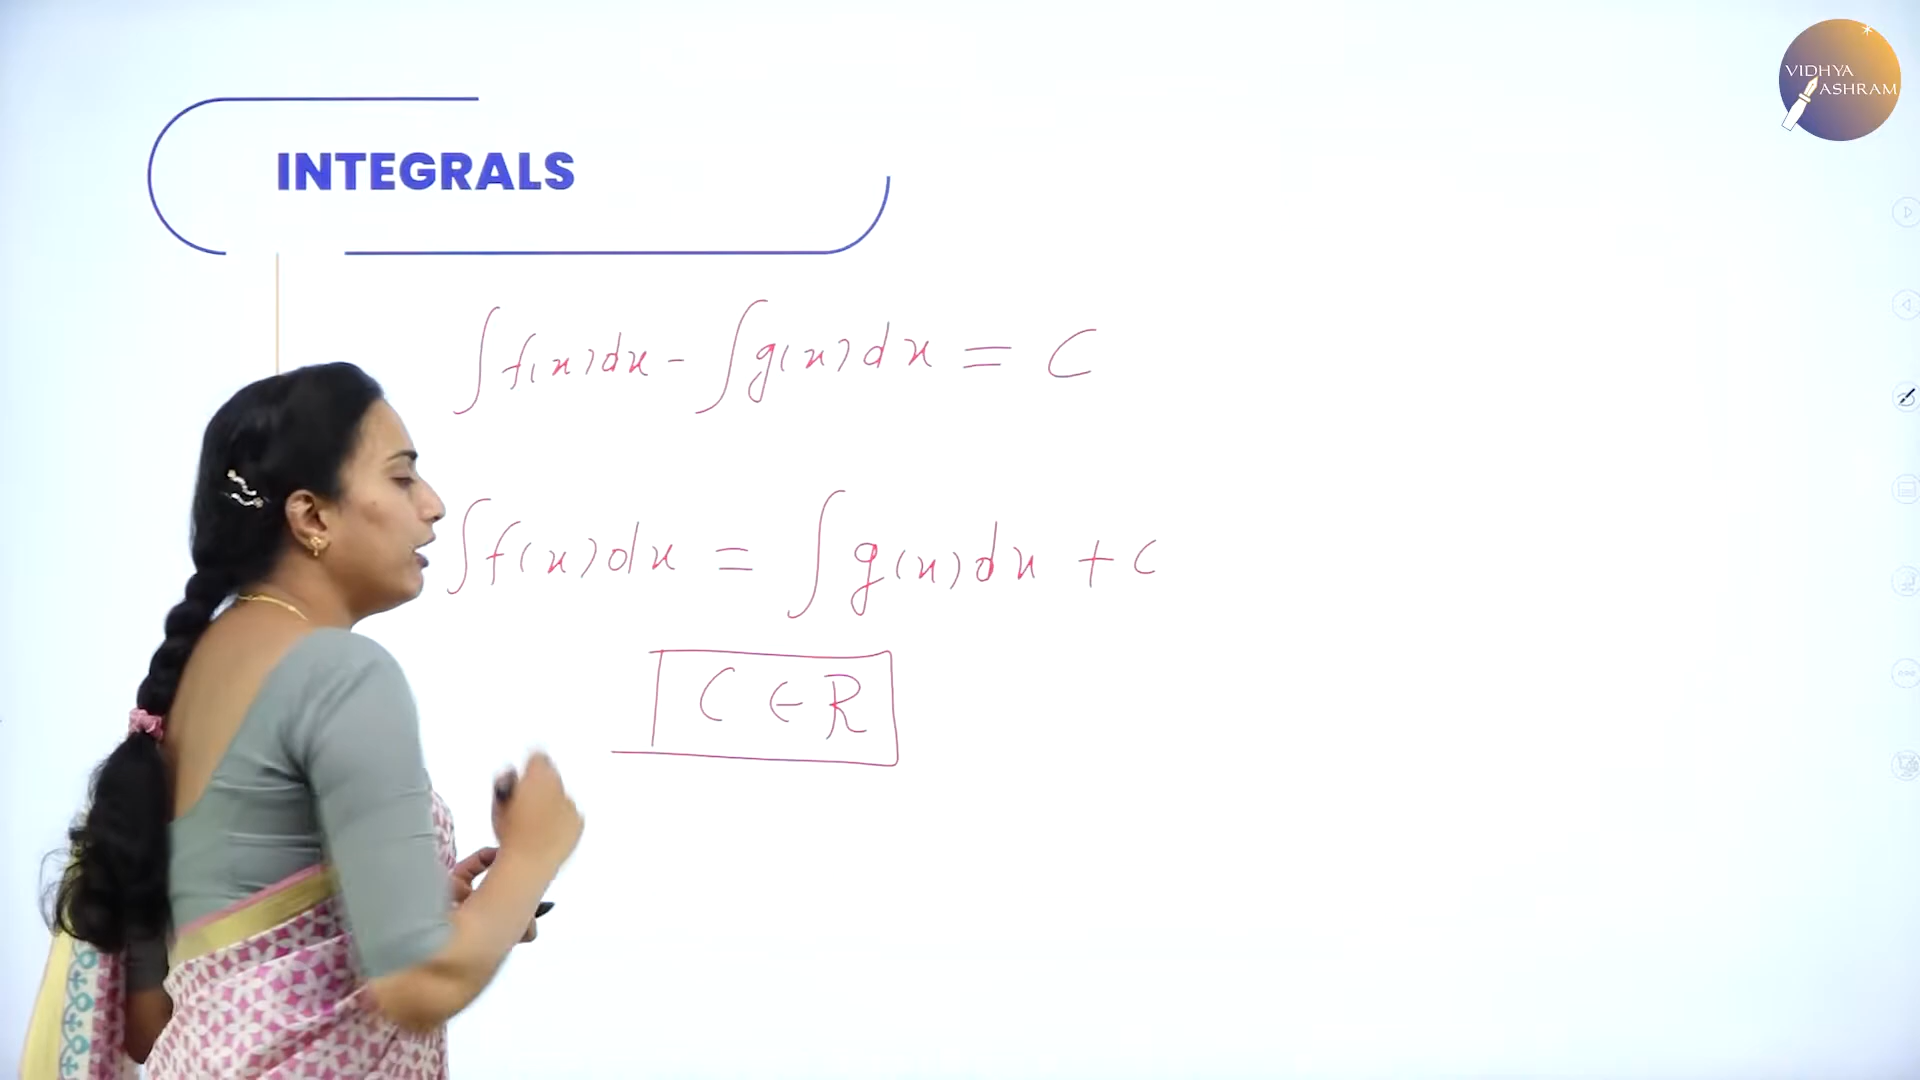 VIDHYA
ASHRAM
INTEGRALS
∫f(x)dx - ∫g(x)dx = C
∫f(x)dx = ∫g(x)dx + C
C ∈ R